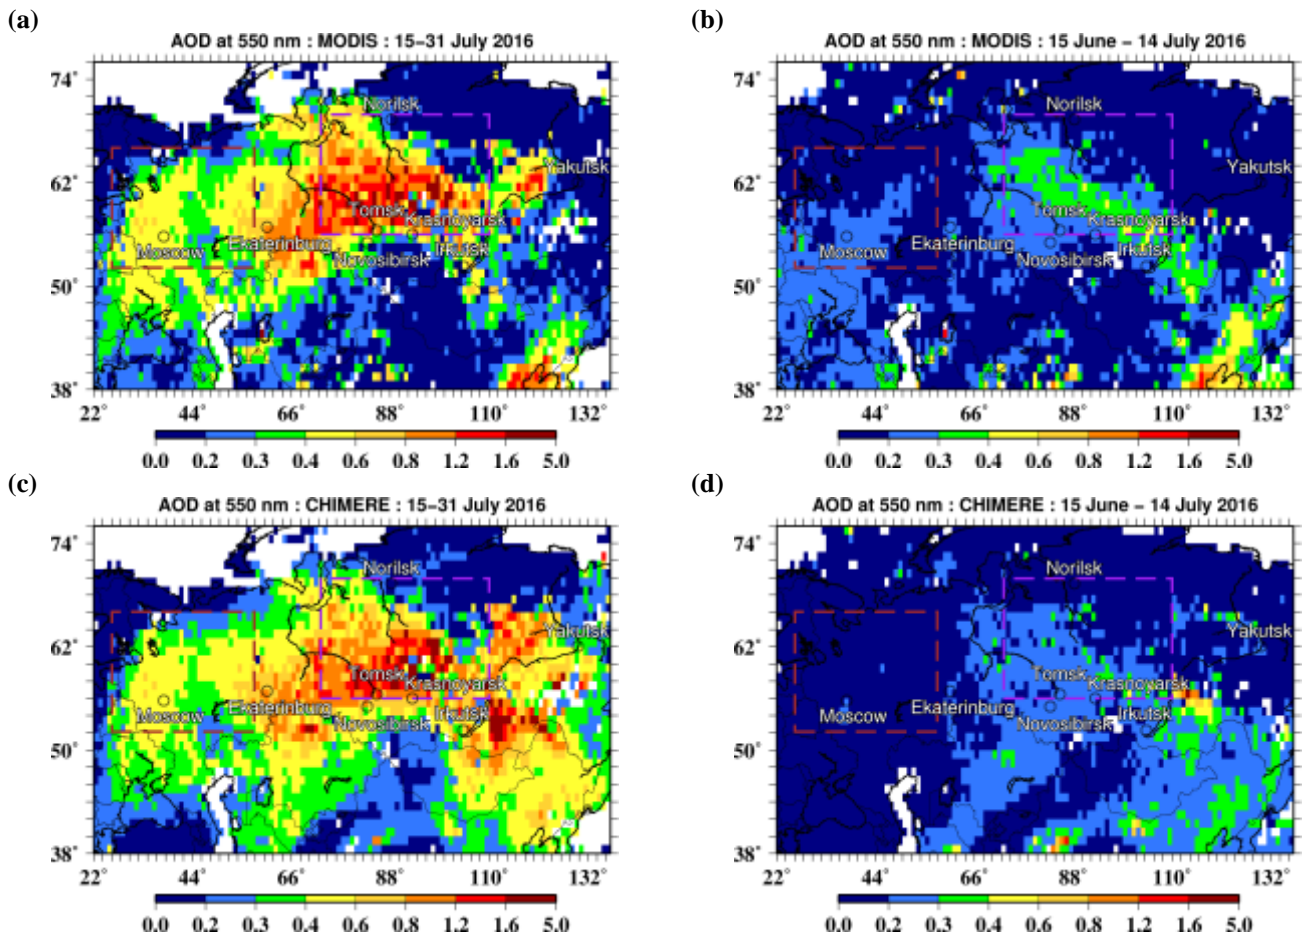 (a)
AOD at 550 nm : MODIS : 15−31 July 2016
74°
62°
50°
38°
Norilsk
Yakutsk
Tomsk
Krasnoyarsk
Moscow
Ekaterinburg
Novosibirsk
Irkutsk
22° 44° 66° 88° 110° 132°
0.0 0.2 0.3 0.4 0.6 0.8 1.2 1.6 5.0
(b)
AOD at 550 nm : MODIS : 15 June − 14 July 2016
74°
62°
50°
38°
Norilsk
Yakutsk
Tomsk
Krasnoyarsk
Moscow
Ekaterinburg
Novosibirsk
Irkutsk
22° 44° 66° 88° 110° 132°
0.0 0.2 0.3 0.4 0.6 0.8 1.2 1.6 5.0
(c)
AOD at 550 nm : CHIMERE : 15−31 July 2016
74°
62°
50°
38°
Norilsk
Yakutsk
Tomsk
Krasnoyarsk
Moscow
Ekaterinburg
Novosibirsk
Irkutsk
22° 44° 66° 88° 110° 132°
0.0 0.2 0.3 0.4 0.6 0.8 1.2 1.6 5.0
(d)
AOD at 550 nm : CHIMERE : 15 June − 14 July 2016
74°
62°
50°
38°
Norilsk
Yakutsk
Tomsk
Krasnoyarsk
Moscow
Ekaterinburg
Novosibirsk
Irkutsk
22° 44° 66° 88° 110° 132°
0.0 0.2 0.3 0.4 0.6 0.8 1.2 1.6 5.0